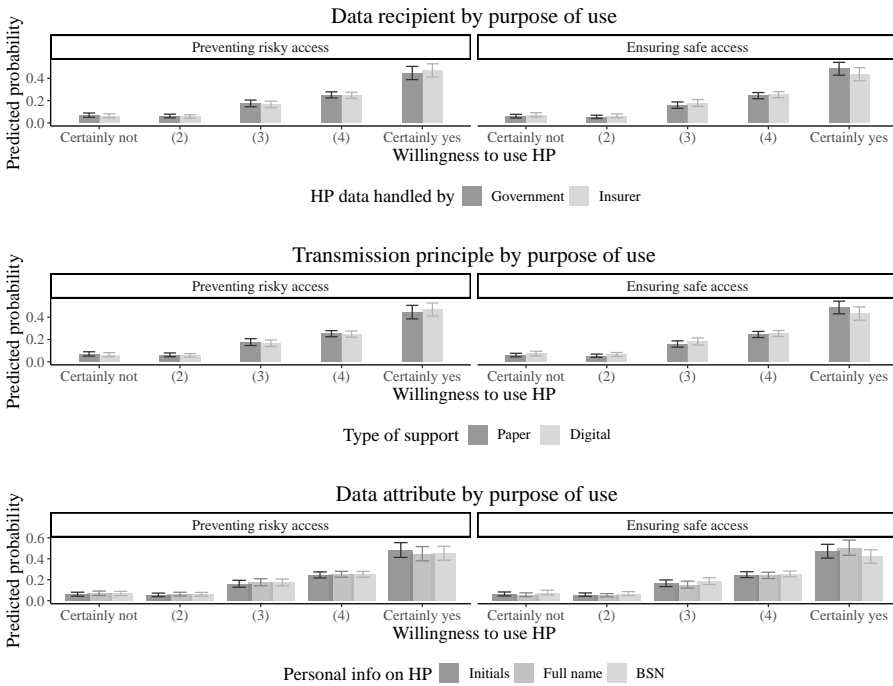 Data recipient by purpose of use
Preventing risky access
Ensuring safe access
Predicted probability
0.4
0.2
0.0
Certainly not (2) (3) (4) Certainly yes
Certainly not (2) (3) (4) Certainly yes
Willingness to use HP
HP data handled by Government Insurer
Transmission principle by purpose of use
Preventing risky access
Ensuring safe access
Predicted probability
0.4
0.2
0.0
Certainly not (2) (3) (4) Certainly yes
Certainly not (2) (3) (4) Certainly yes
Willingness to use HP
Type of support Paper Digital
Data attribute by purpose of use
Preventing risky access
Ensuring safe access
Predicted probability
0.6
0.4
0.2
0.0
Certainly not (2) (3) (4) Certainly yes
Certainly not (2) (3) (4) Certainly yes
Willingness to use HP
Personal info on HP Initials Full name BSN